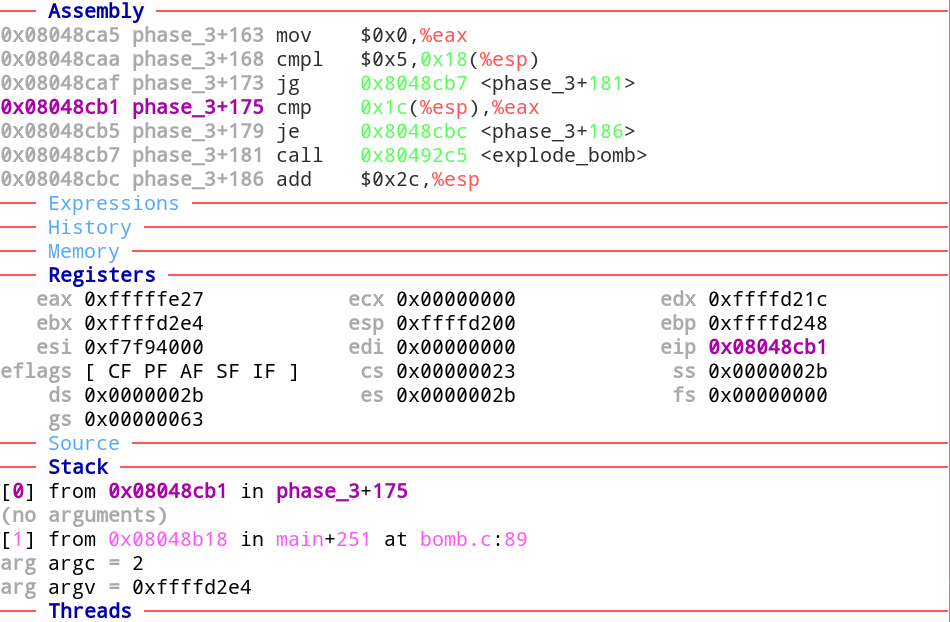 Assembly
0x08048ca5 phase_3+163 mov    $0x0,%eax
0x08048caa phase_3+168 cmpl   $0x5,0x18(%esp)
0x08048caf phase_3+173 jg     0x8048cb7 <phase_3+181>
0x08048cb1 phase_3+175 cmp    0x1c(%esp),%eax
0x08048cb5 phase_3+179 je     0x8048cbc <phase_3+186>
0x08048cb7 phase_3+181 call   0x80492c5 <explode_bomb>
0x08048cbc phase_3+186 add    $0x2c,%esp
Expressions
History
Memory
Registers
eax 0xfffffe27 ecx 0x00000000 edx 0xffffd21c
ebx 0xffffd2e4 esp 0xffffd200 ebp 0xffffd248
esi 0xf7f94000 edi 0x00000000 eip 0x08048cb1
eflags [ CF PF AF SF IF ] cs 0x00000023 ss 0x0000002b
ds 0x0000002b es 0x0000002b fs 0x00000000
gs 0x00000063
Source
Stack
[0] from 0x08048cb1 in phase_3+175
(no arguments)
[1] from 0x08048b18 in main+251 at bomb.c:89
arg argc = 2
arg argv = 0xffffd2e4
Threads